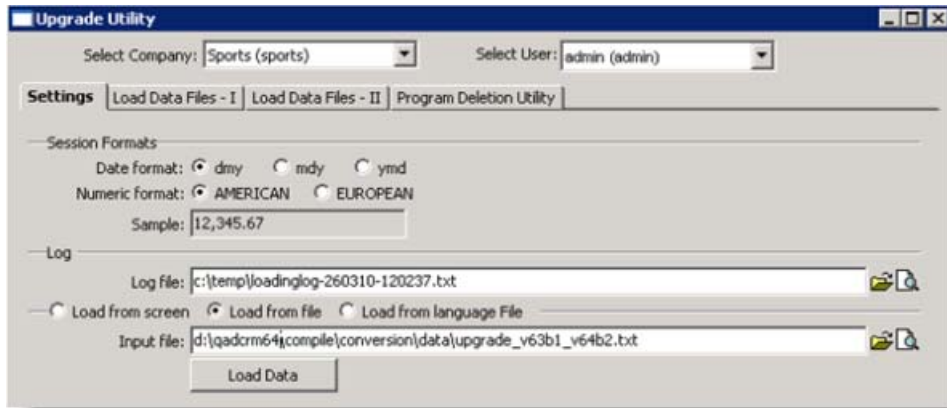 Upgrade Utility
Select Company: Sports (sports) Select User: admin (admin)
Settings Load Data Files - I Load Data Files - II Program Deletion Utility
Session Formats
Date format: dmy mdy ymd
Numeric format: AMERICAN EUROPEAN
Sample: 12,345.67
Log
Log file: c:\temp\loadinglog-260310-120237.txt
Load from screen Load from file Load from language File
Input file: d:\qadcrm64\compile\conversion\data\upgrade_v63b1_v64b2.txt
Load Data